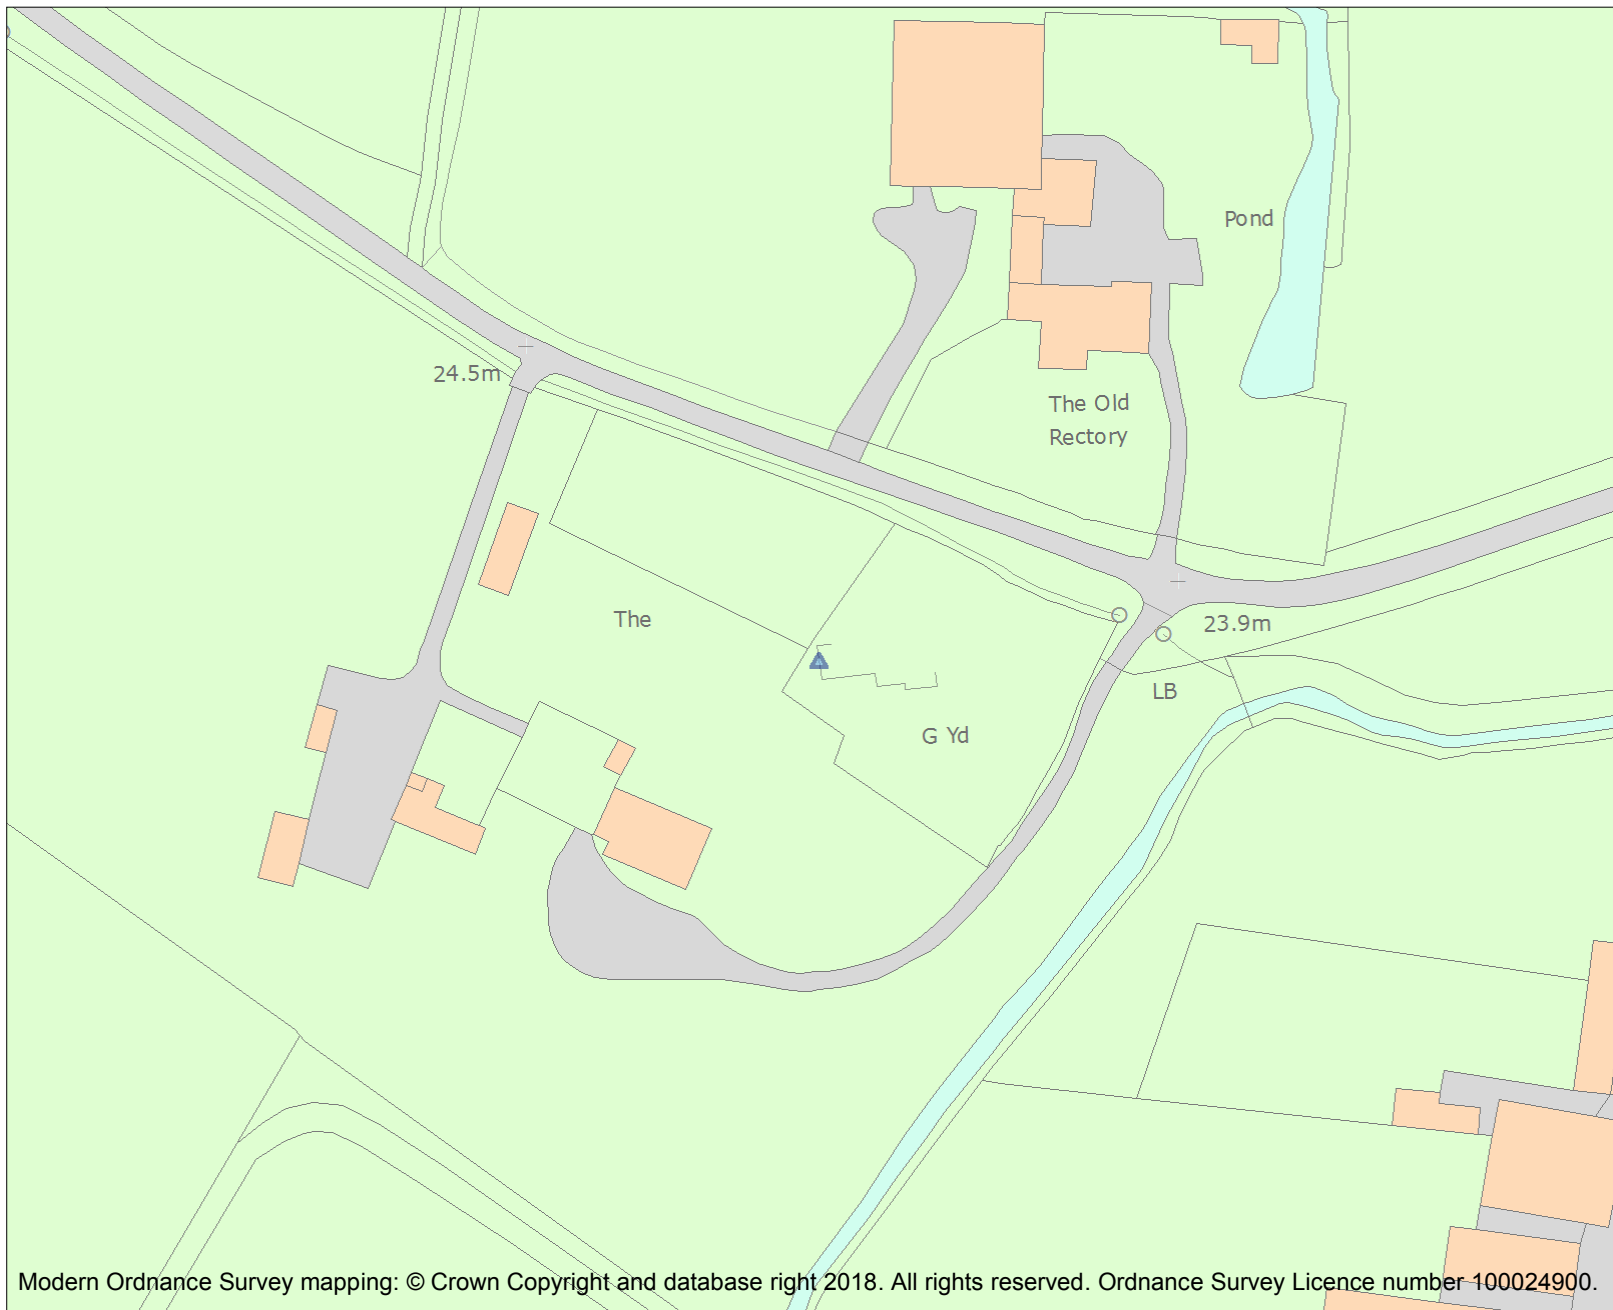 Pond
24.5m
The Old
Rectory
The
23.9m
LB
G Yd
Modern Ordnance Survey mapping: © Crown Copyright and database right 2018. All rights reserved. Ordnance Survey Licence number 100024900.